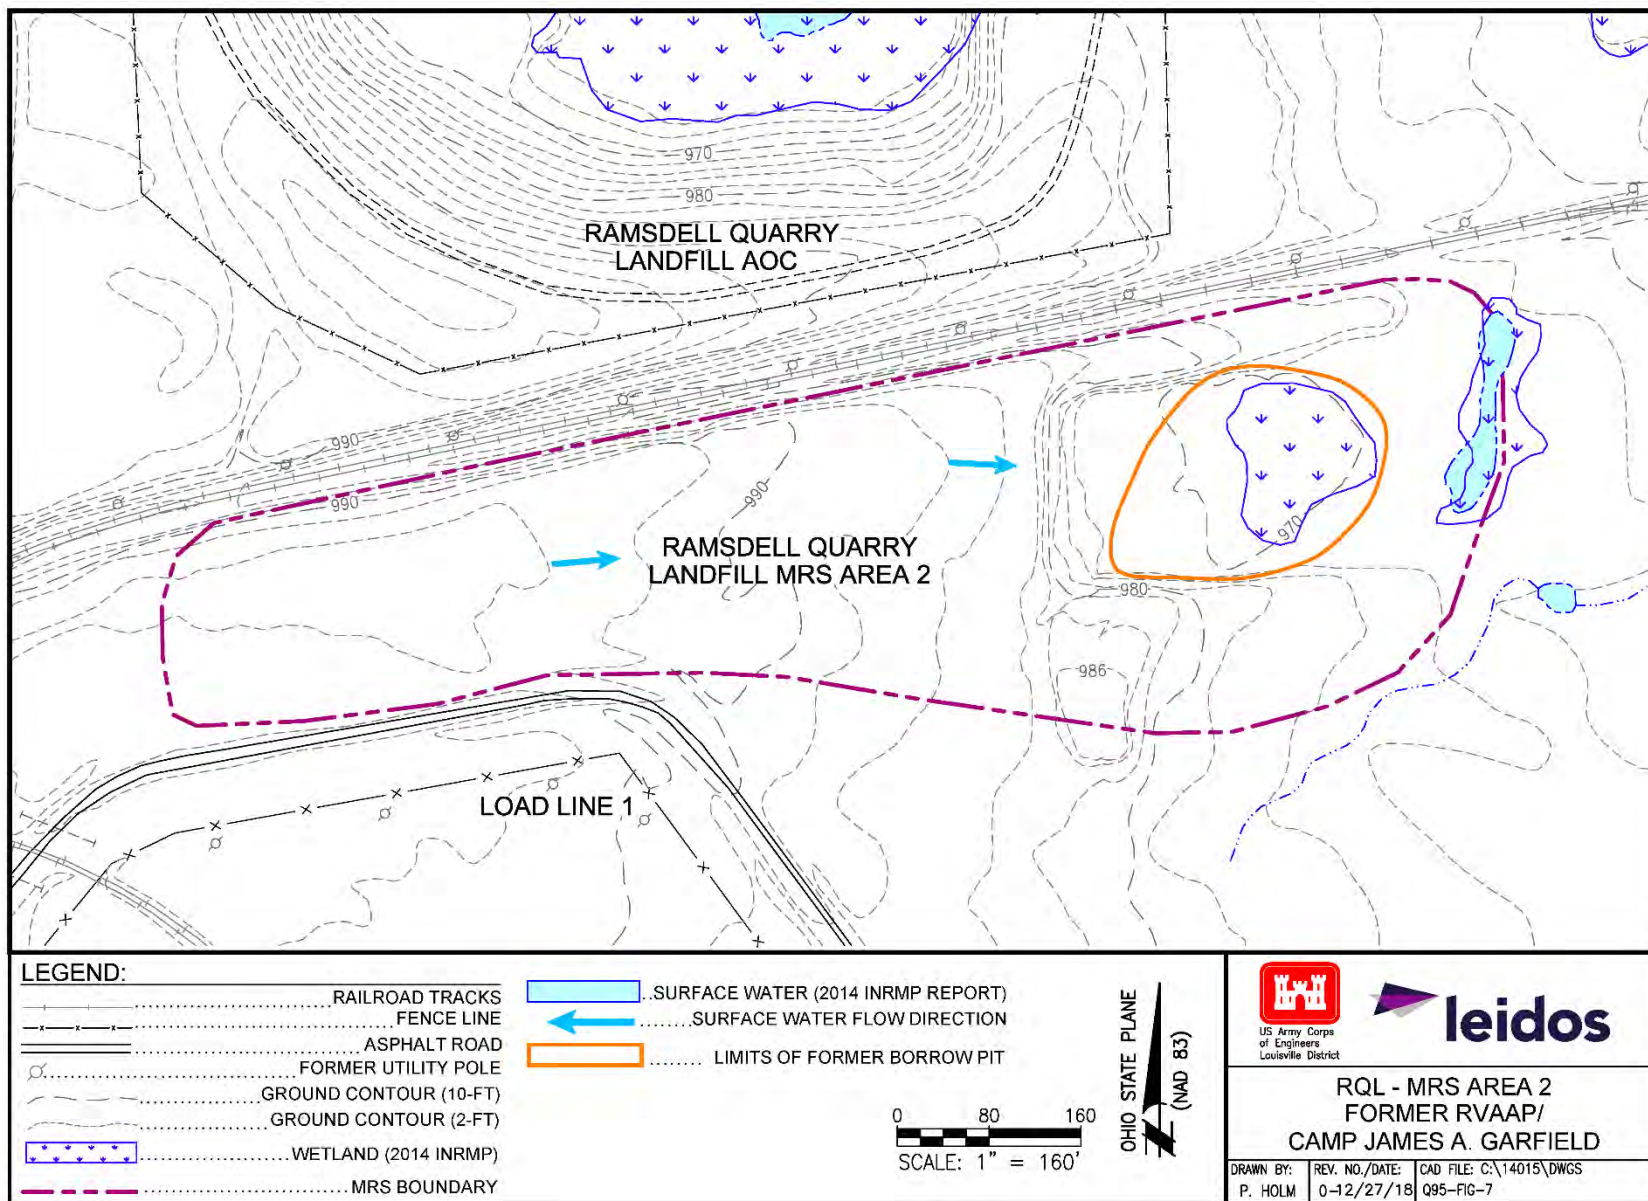 970
980
RAMSDELL QUARRY
LANDFILL AOC
990
990
990
RAMSDELL QUARRY
LANDFILL MRS AREA 2
970
980
986
LOAD LINE 1
LEGEND:
RAILROAD TRACKS
FENCE LINE
ASPHALT ROAD
FORMER UTILITY POLE
GROUND CONTOUR (10-FT)
GROUND CONTOUR (2-FT)
WETLAND (2014 INRMP)
MRS BOUNDARY
SURFACE WATER (2014 INRMP REPORT)
SURFACE WATER FLOW DIRECTION
LIMITS OF FORMER BORROW PIT
0 80 160
SCALE: 1" = 160'
OHIO STATE PLANE
(NAD 83)
US Army Corps
of Engineers
Louisville District
leidos
RQL - MRS AREA 2
FORMER RVAAP/
CAMP JAMES A. GARFIELD
DRAWN BY:
P. HOLM
REV. NO./DATE:
0-12/27/18
CAD FILE: C:\14015\DWGS
Q95-FIG-7